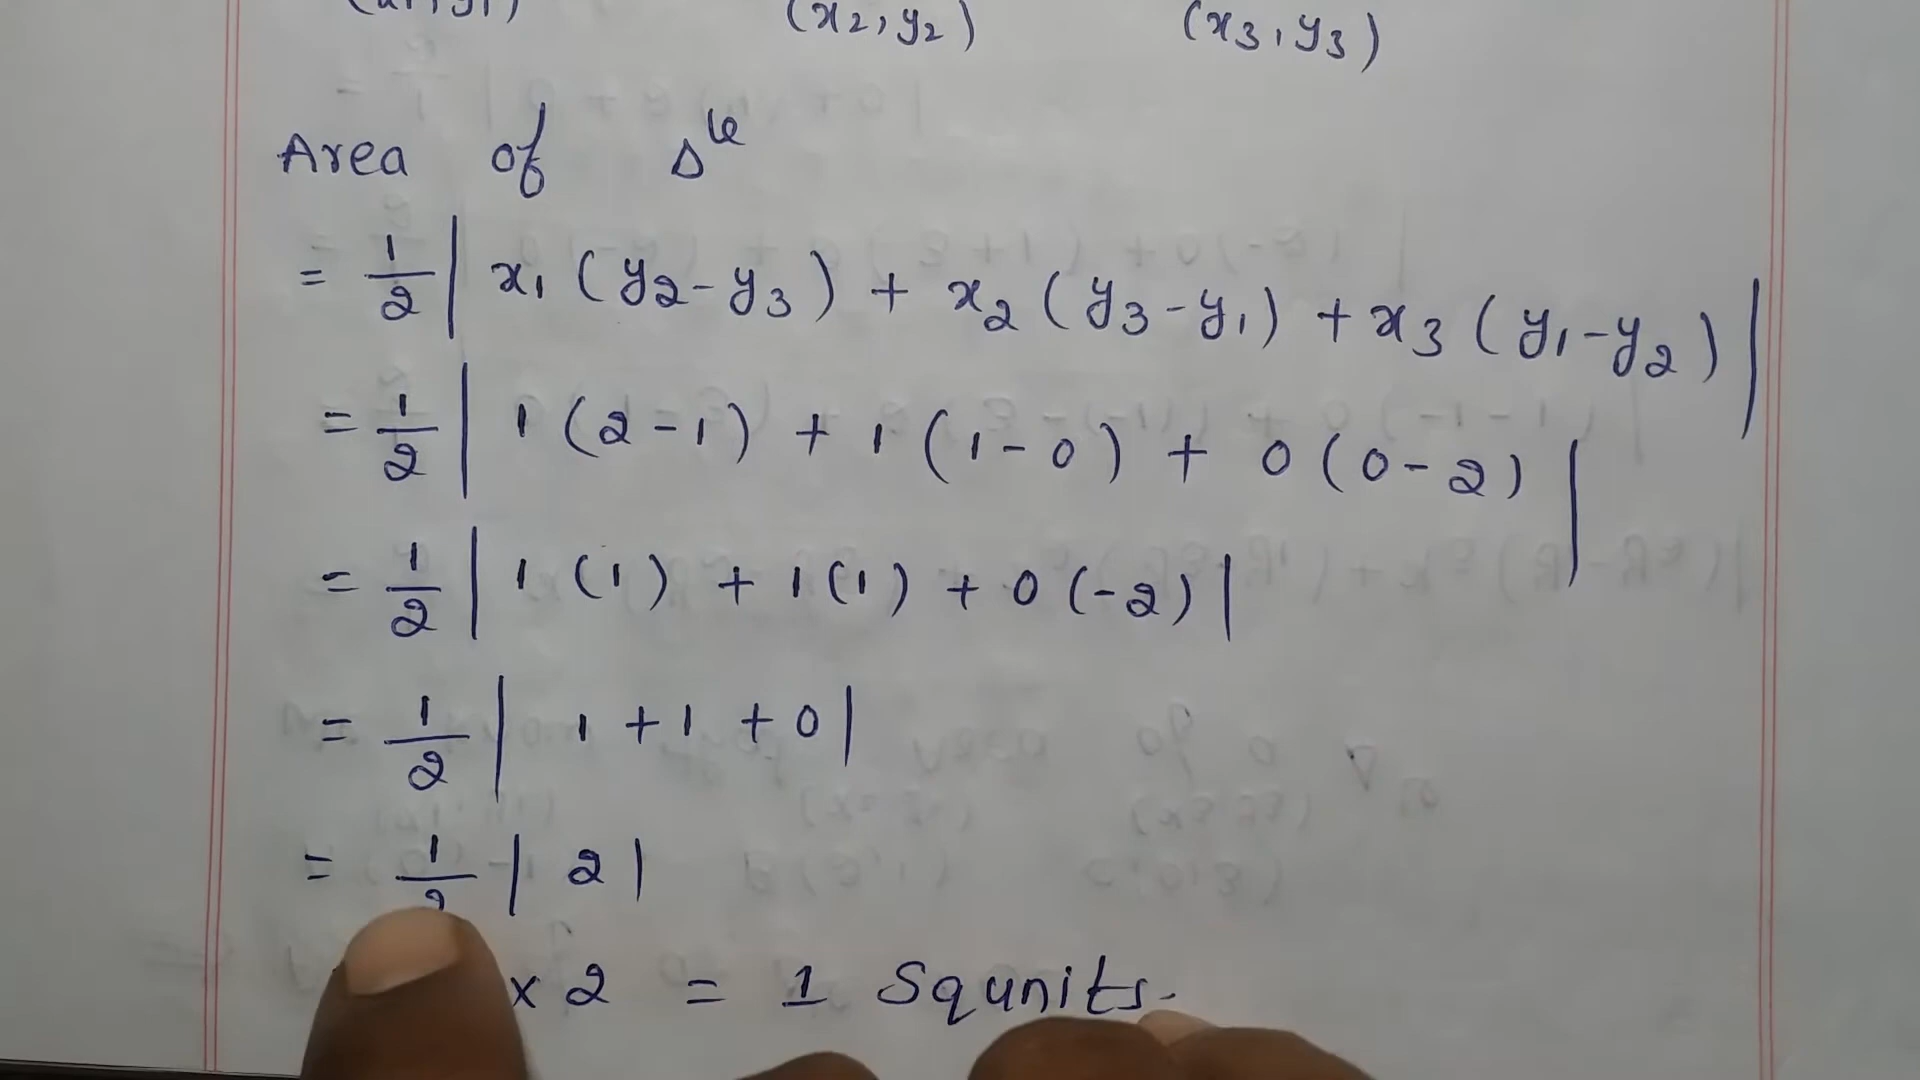 (x1, y1) (x2, y2) (x3, y3)
Area of Δle
= 1/2 | x1 (y2 - y3) + x2 (y3 - y1) + x3 (y1 - y2) |
= 1/2 | 1 (2 - 1) + 1 (1 - 0) + 0 (0 - 2) |
= 1/2 | 1 (1) + 1 (1) + 0 (-2) |
= 1/2 | 1 + 1 + 0 |
= 1/2 | 2 |
x 2 = 1 Squnits.